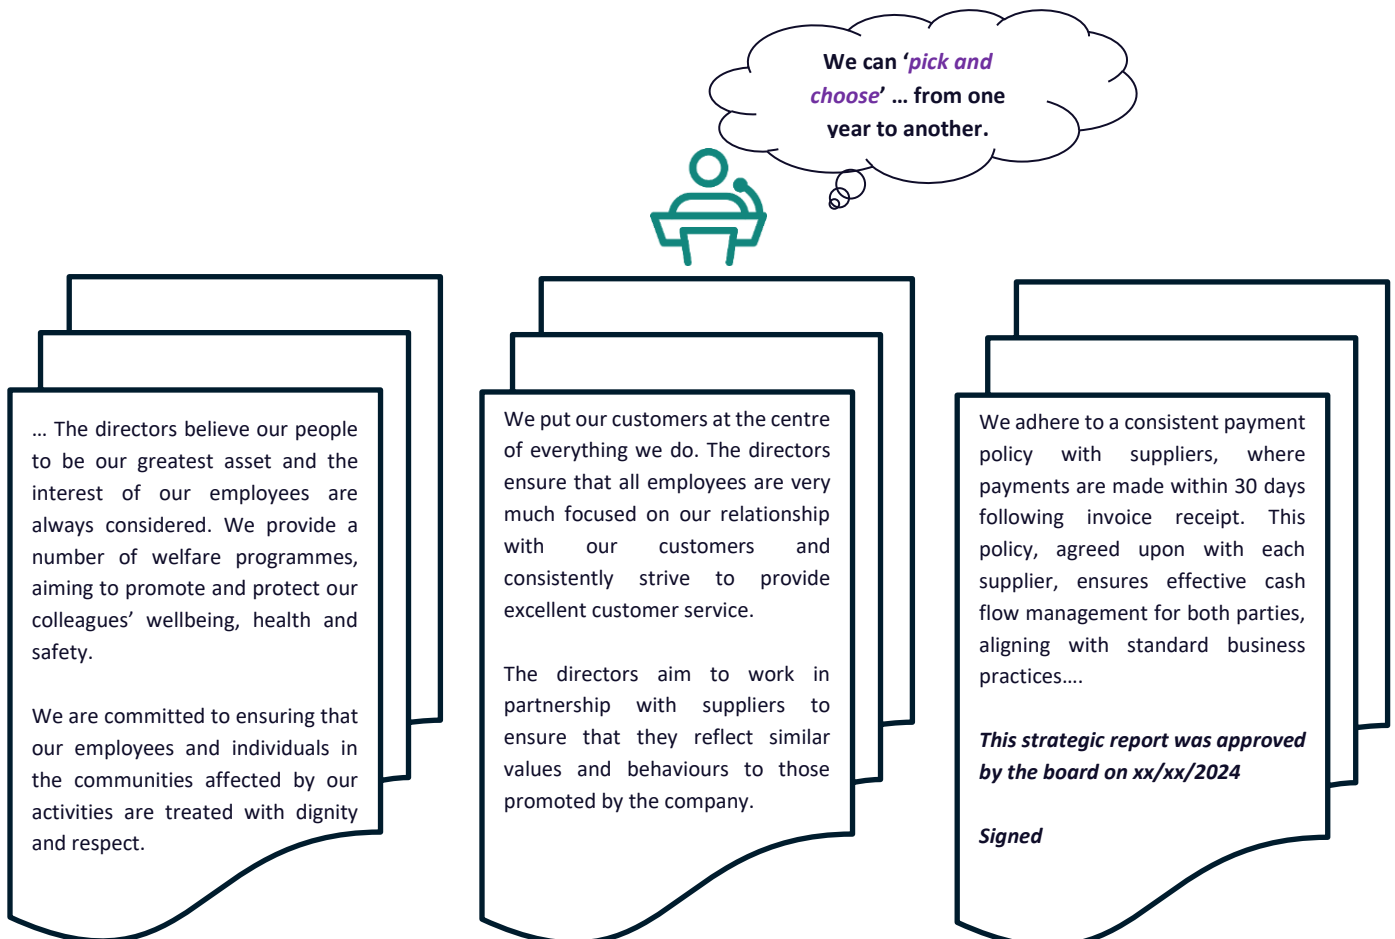 We can ‘pick and
choose’ … from one
year to another.
… The directors believe our people
to be our greatest asset and the
interest of our employees are
always considered. We provide a
number of welfare programmes,
aiming to promote and protect our
colleagues’ wellbeing, health and
safety.
We are committed to ensuring that
our employees and individuals in
the communities affected by our
activities are treated with dignity
and respect.
We put our customers at the centre
of everything we do. The directors
ensure that all employees are very
much focused on our relationship
with our customers and
consistently strive to provide
excellent customer service.
The directors aim to work in
partnership with suppliers to
ensure that they reflect similar
values and behaviours to those
promoted by the company.
We adhere to a consistent payment
policy with suppliers, where
payments are made within 30 days
following invoice receipt. This
policy, agreed upon with each
supplier, ensures effective cash
flow management for both parties,
aligning with standard business
practices….
This strategic report was approved
by the board on xx/xx/2024
Signed